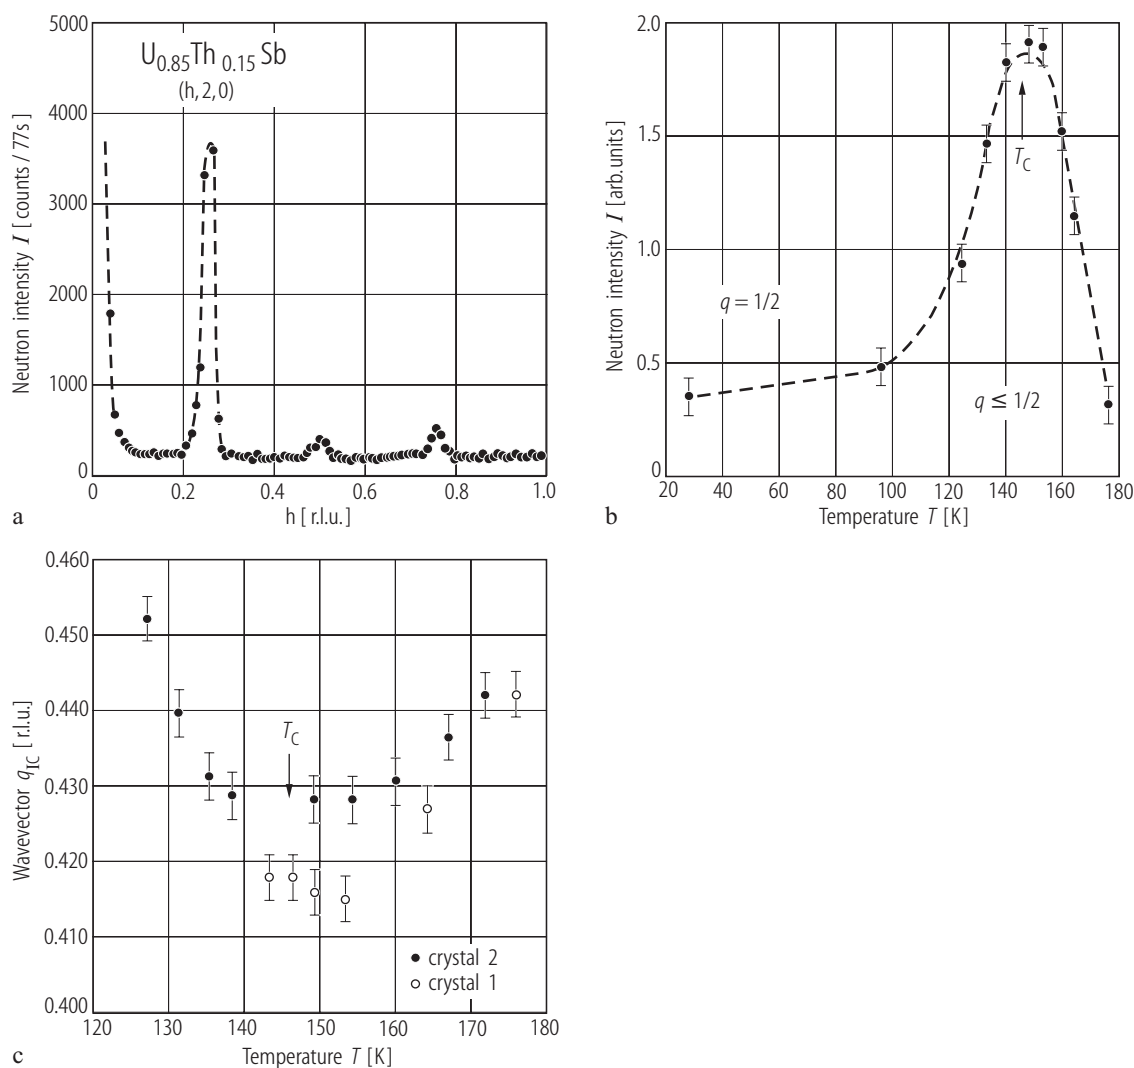 5000
4000
3000
2000
1000
0
U0.85Th 0.15 Sb
(h, 2, 0)
Neutron intensity I [counts / 77s]
0 0.2 0.4 0.6 0.8 1.0
h [ r.l.u. ]
a
2.0
1.5
1.0
0.5
0
Neutron intensity I [arb.units]
TC
q = 1/2
q ≤ 1/2
20 40 60 80 100 120 140 160 180
Temperature T [K]
b
0.460
0.450
0.440
0.430
0.420
0.410
0.400
Wavevector qIC [ r.l.u.]
TC
crystal 2
crystal 1
120 130 140 150 160 170 180
Temperature T [K]
c